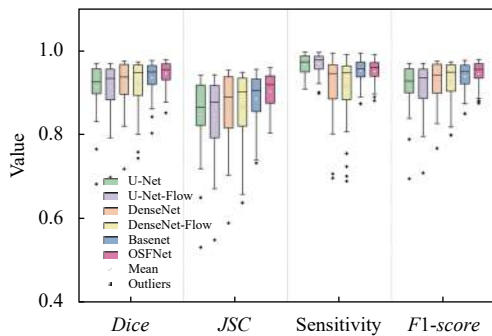 1.0
0.8
0.6
0.4
Value
U-Net
U-Net-Flow
DenseNet
DenseNet-Flow
Basenet
OSFNet
Mean
Outliers
Dice JSC Sensitivity F1-score